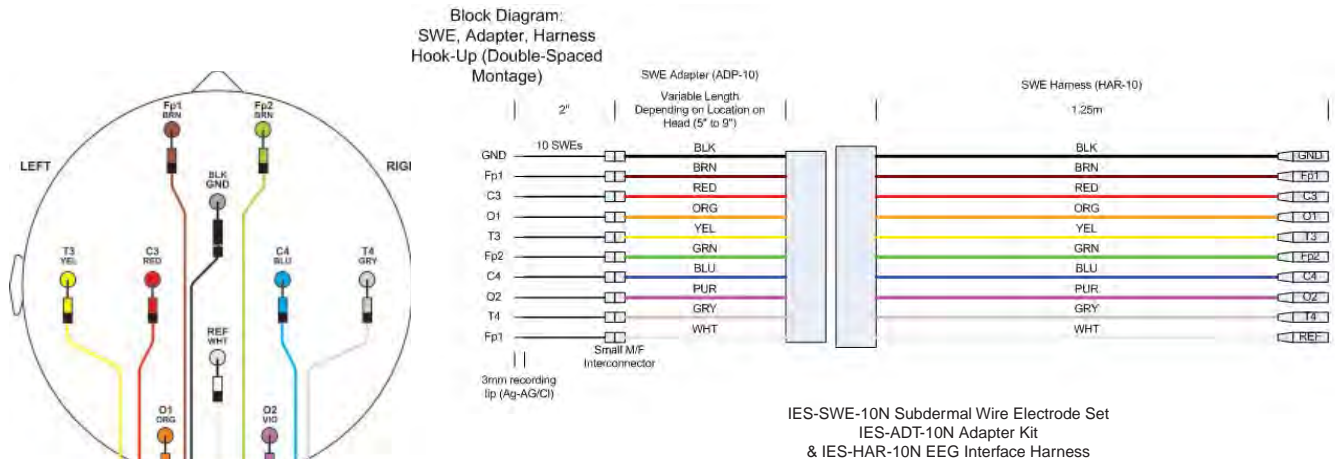 Block Diagram:
SWE, Adapter, Harness
Hook-Up (Double-Spaced
Montage)
SWE Adapter (ADP-10)
SWE Harness (HAR-10)
2"
Variable Length
Depending on Location on
Head (5" to 9")
1.25m
Fp1
BRN
Fp2
BRN
LEFT
RIGI
BLK
GND
T3
YEL
C3
RED
C4
BLU
T4
GRY
REF
WHT
O1
ORG
O2
VIO
10 SWEs
GND BLK BLK GND
Fp1 BRN BRN Fp1
C3 RED RED C3
O1 ORG ORG O1
T3 YEL YEL T3
Fp2 GRN GRN Fp2
C4 BLU BLU C4
O2 PUR PUR O2
T4 GRY GRY T4
Fp1 WHT WHT REF
Small M/F
Interconnector
3mm recording
tip (Ag-AG/Cl)
IES-SWE-10N Subdermal Wire Electrode Set
IES-ADT-10N Adapter Kit
& IES-HAR-10N EEG Interface Harness